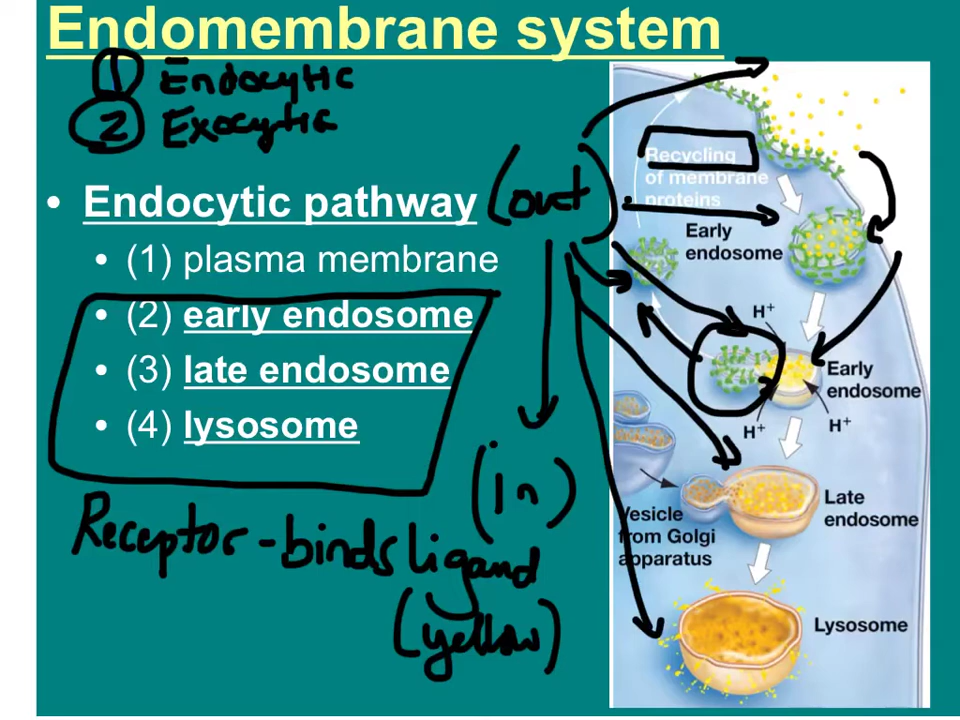 Endomembrane system
① Endocytic
② Exocytic
• Endocytic pathway
• (1) plasma membrane
• (2) early endosome
• (3) late endosome
• (4) lysosome
(out)
(in)
Receptor - binds ligand
(yellow)
Recycling
of membrane
proteins
Early
endosome
H⁺
Early
endosome
H⁺
H⁺
Late
endosome
Vesicle
from Golgi
apparatus
Lysosome